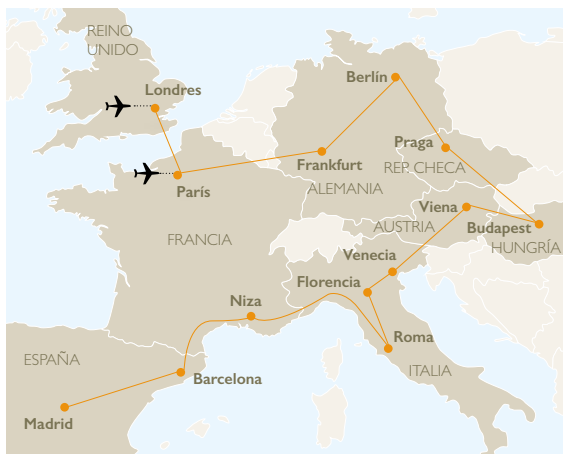 REINO
UNIDO
Londres
Berlín
Praga
REP. CHECA
Frankfurt
París
ALEMANIA
Viena
Budapest
AUSTRIA
HUNGRÍA
FRANCIA
Venecia
Florencia
Niza
Roma
ESPAÑA
Barcelona
ITALIA
Madrid